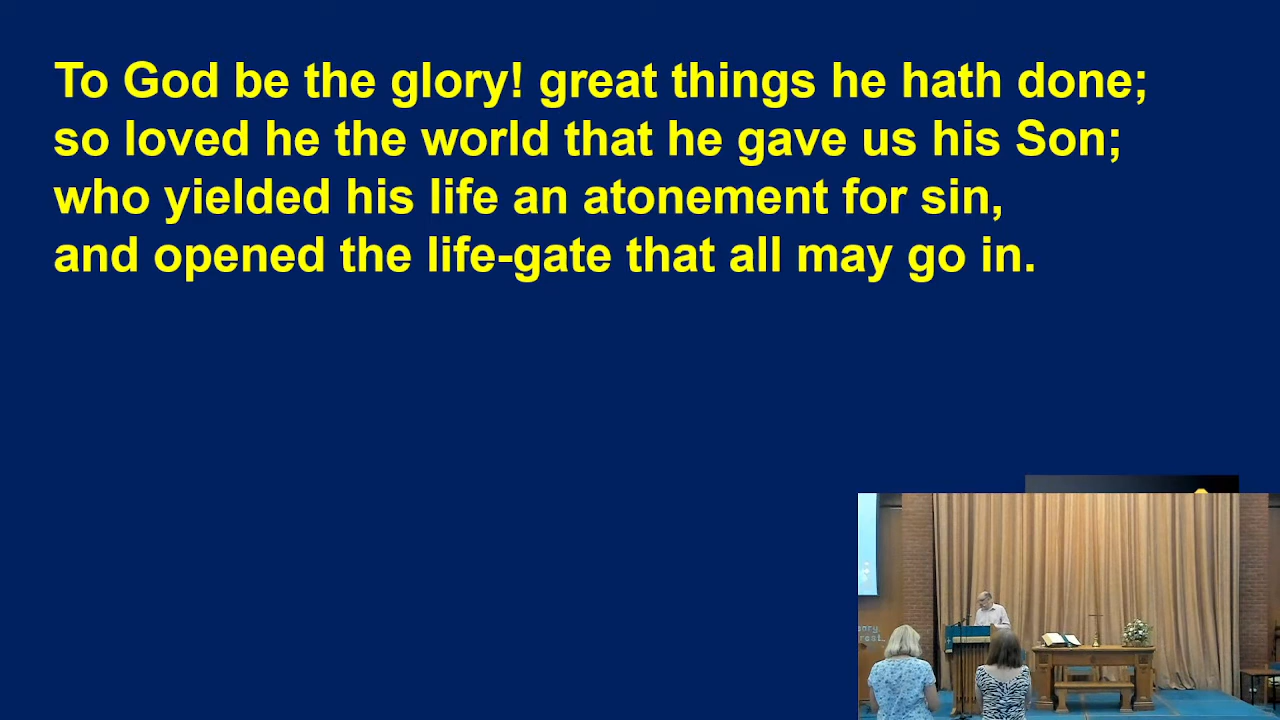 To God be the glory! great things he hath done;
so loved he the world that he gave us his Son;
who yielded his life an atonement for sin,
and opened the life-gate that all may go in.